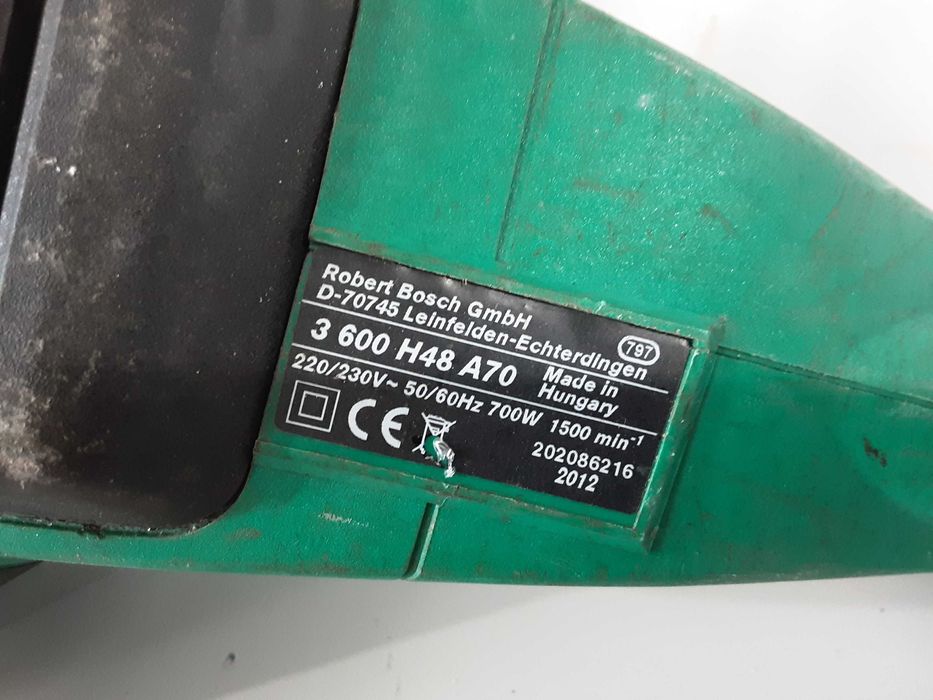 Robert Bosch GmbH
D-70745 Leinfelden-Echterdingen
797
3 600 H48 A70
Made in
Hungary
220/230V~ 50/60Hz 700W 1500 min-1
CE
202086216
2012